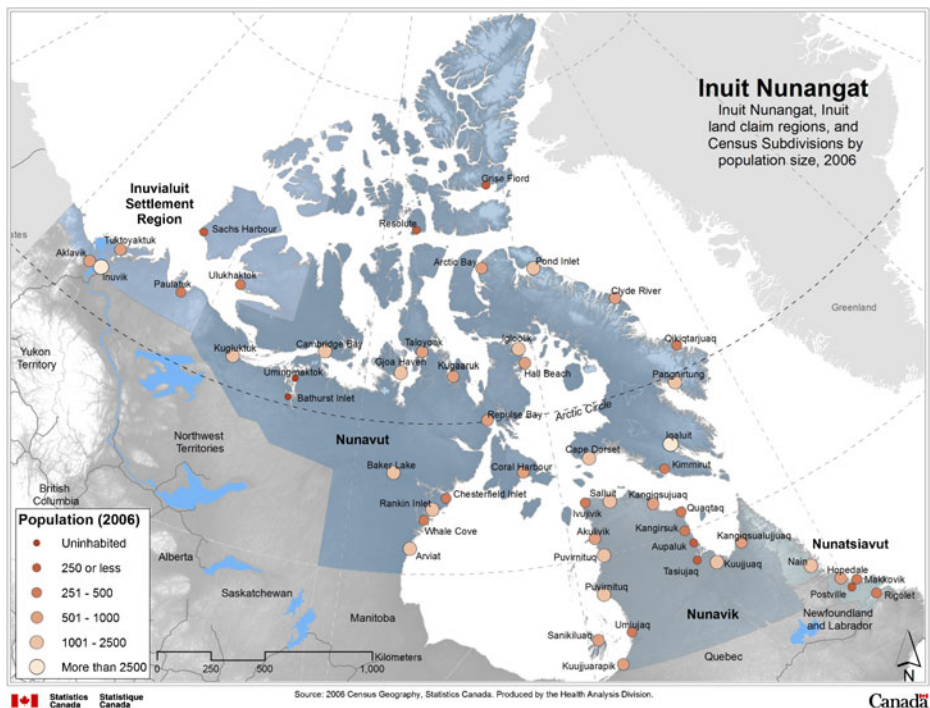 Inuit Nunangat
Inuit Nunangat, Inuit
land claim regions, and
Census Subdivisions by
population size, 2006
Grise Fiord
Inuvialuit
Settlement
Region
Sachs Harbour
Resolute
Tuktoyaktuk
Aklavik
Inuvik
Paulatuk
Ulukhaktok
Arctic Bay
Pond Inlet
Clyde River
Greenland
Yukon
Territory
Kugluktuk
Cambridge Bay
Umingmaktok
Bathurst Inlet
Gjoa Haven
Taloyoak
Kugaaruk
Igloolik
Hall Beach
Qikiqtarjuaq
Pangnirtung
Repulse Bay
Arctic Circle
Northwest
Territories
Nunavut
Iqaluit
Baker Lake
Coral Harbour
Cape Dorset
Kimmirut
British
Columbia
Rankin Inlet
Chesterfield Inlet
Whale Cove
Arviat
Salluit
Ivujivik
Kangiqsujuaq
Quaqtaq
Akulivik
Kangirsuk
Aupaluk
Kangiqsualujjuaq
Puvirnituq
Tasiujaq
Kuujjuaq
Nunatsiavut
Nain
Hopedale
Makkovik
Postville
Rigolet
Puvirnituq
Nunavik
Newfoundland
and Labrador
Umiujaq
Sanikiluaq
Kuujjuarapik
Quebec
Alberta
Saskatchewan
Manitoba
Population (2006)
Uninhabited
250 or less
251 - 500
501 - 1000
1001 - 2500
More than 2500
Kilometers
250
500
1,000
N
Statistics
Canada
Statistique
Canada
Source: 2006 Census Geography, Statistics Canada. Produced by the Health Analysis Division.
Canada